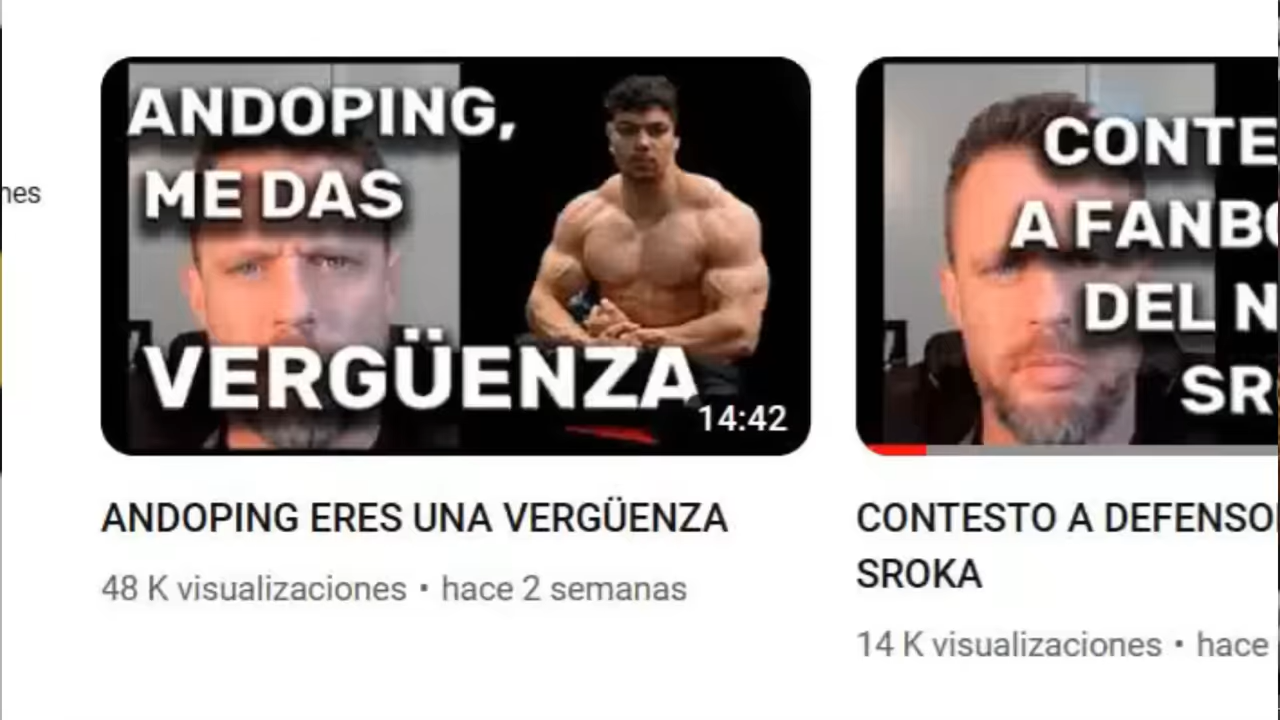 nes
ANDOPING,
ME DAS
VERGÜENZA
14:42
ANDOPING ERES UNA VERGÜENZA
48 K visualizaciones • hace 2 semanas
CONTE
A FANBO
DEL N
SR
CONTESTO A DEFENSO
SROKA
14 K visualizaciones • hace